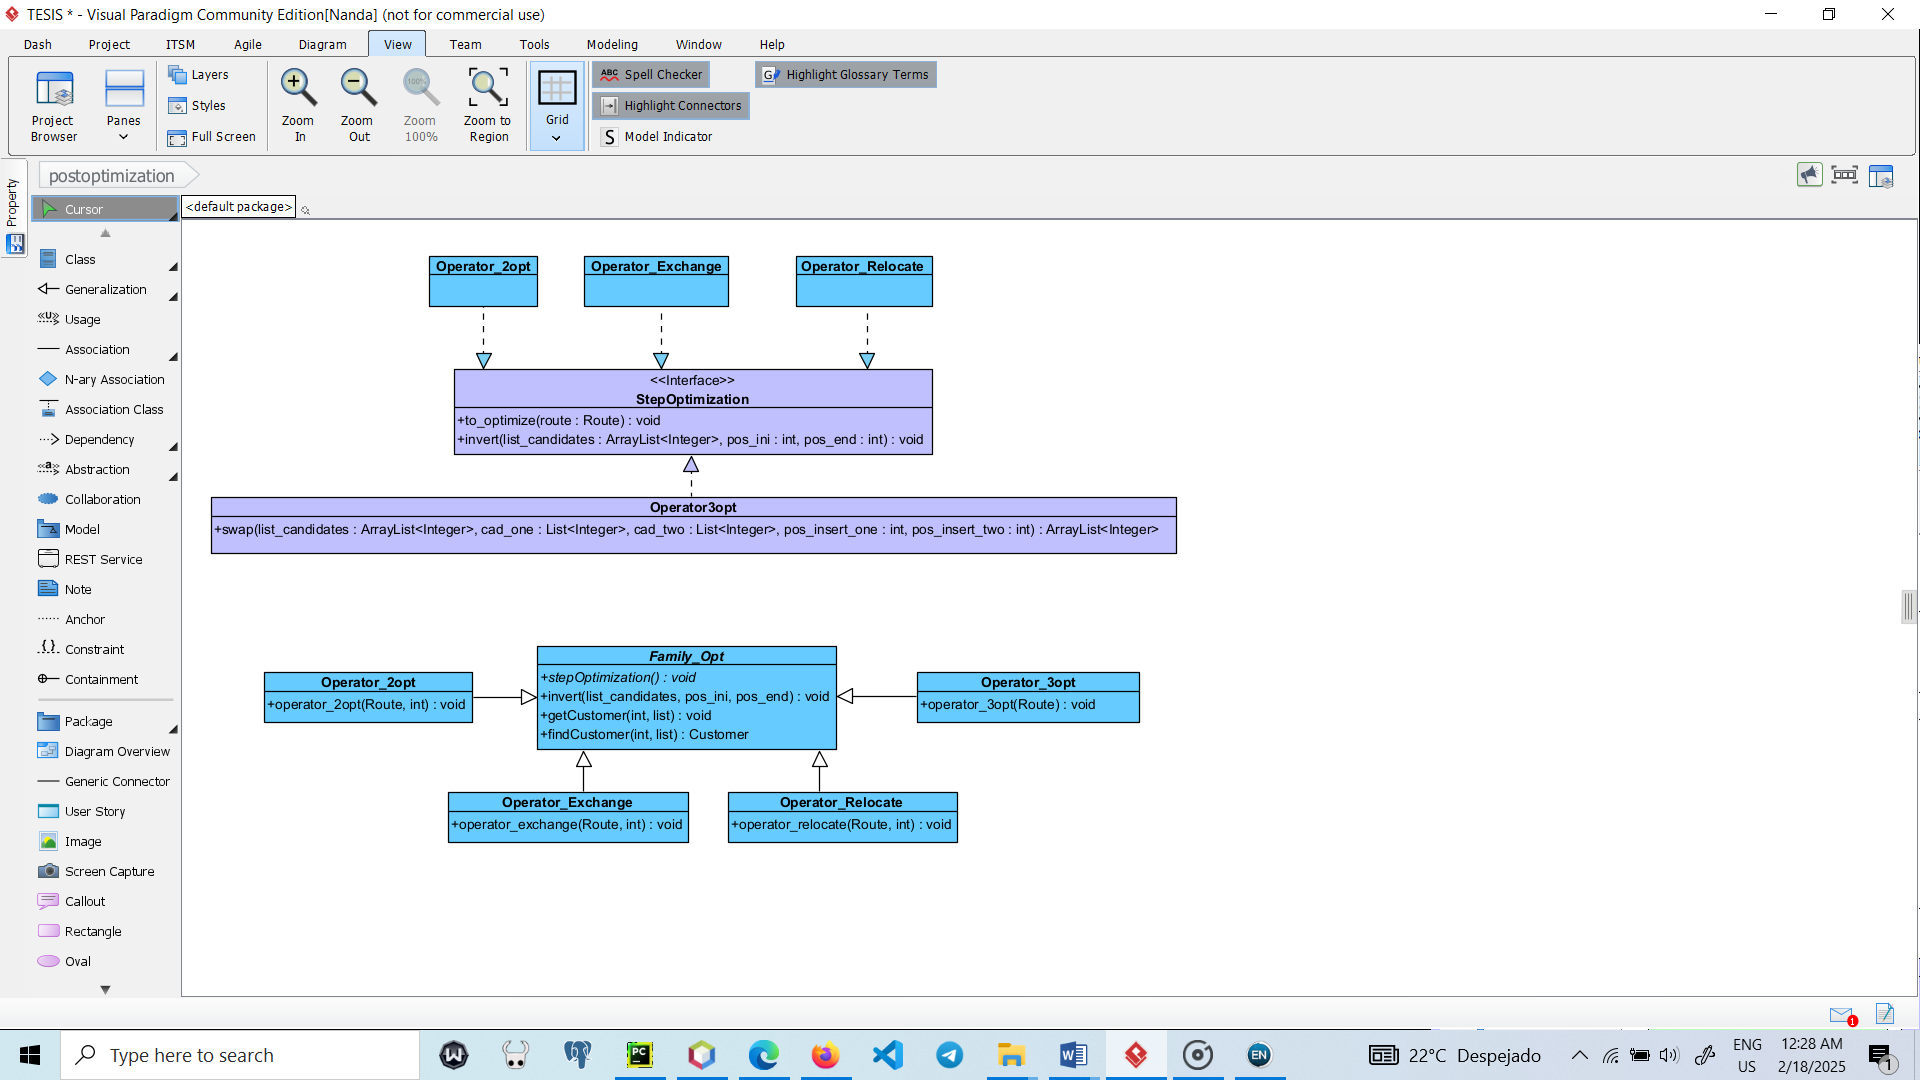 TESIS * - Visual Paradigm Community Edition[Nanda] (not for commercial use)
Dash Project ITSM Agile Diagram View Team Tools Modeling Window Help
Project Browser
Panes
Layers
Styles
Full Screen
Zoom In
Zoom Out
100%
Zoom 100%
Zoom to Region
Grid
ABC Spell Checker
Highlight Connectors
S Model Indicator
G Highlight Glossary Terms
Property
postoptimization
<default package>
Cursor
Class
Generalization
«U» Usage
Association
N-ary Association
Association Class
Dependency
«a» Abstraction
Collaboration
Model
REST Service
Note
Anchor
{} Constraint
Containment
Package
Diagram Overview
Generic Connector
User Story
Image
Screen Capture
Callout
Rectangle
Oval
Operator_2opt
Operator_Exchange
Operator_Relocate
<<Interface>>
StepOptimization
+to_optimize(route : Route) : void
+invert(list_candidates : ArrayList<Integer>, pos_ini : int, pos_end : int) : void
Operator3opt
+swap(list_candidates : ArrayList<Integer>, cad_one : List<Integer>, cad_two : List<Integer>, pos_insert_one : int, pos_insert_two : int) : ArrayList<Integer>
Family_Opt
+stepOptimization() : void
+invert(list_candidates, pos_ini, pos_end) : void
+getCustomer(int, list) : void
+findCustomer(int, list) : Customer
Operator_2opt
+operator_2opt(Route, int) : void
Operator_3opt
+operator_3opt(Route) : void
Operator_Exchange
+operator_exchange(Route, int) : void
Operator_Relocate
+operator_relocate(Route, int) : void
1
Type here to search
PC
W
EN
22°C Despejado
ENG
US
12:28 AM
2/18/2025
1